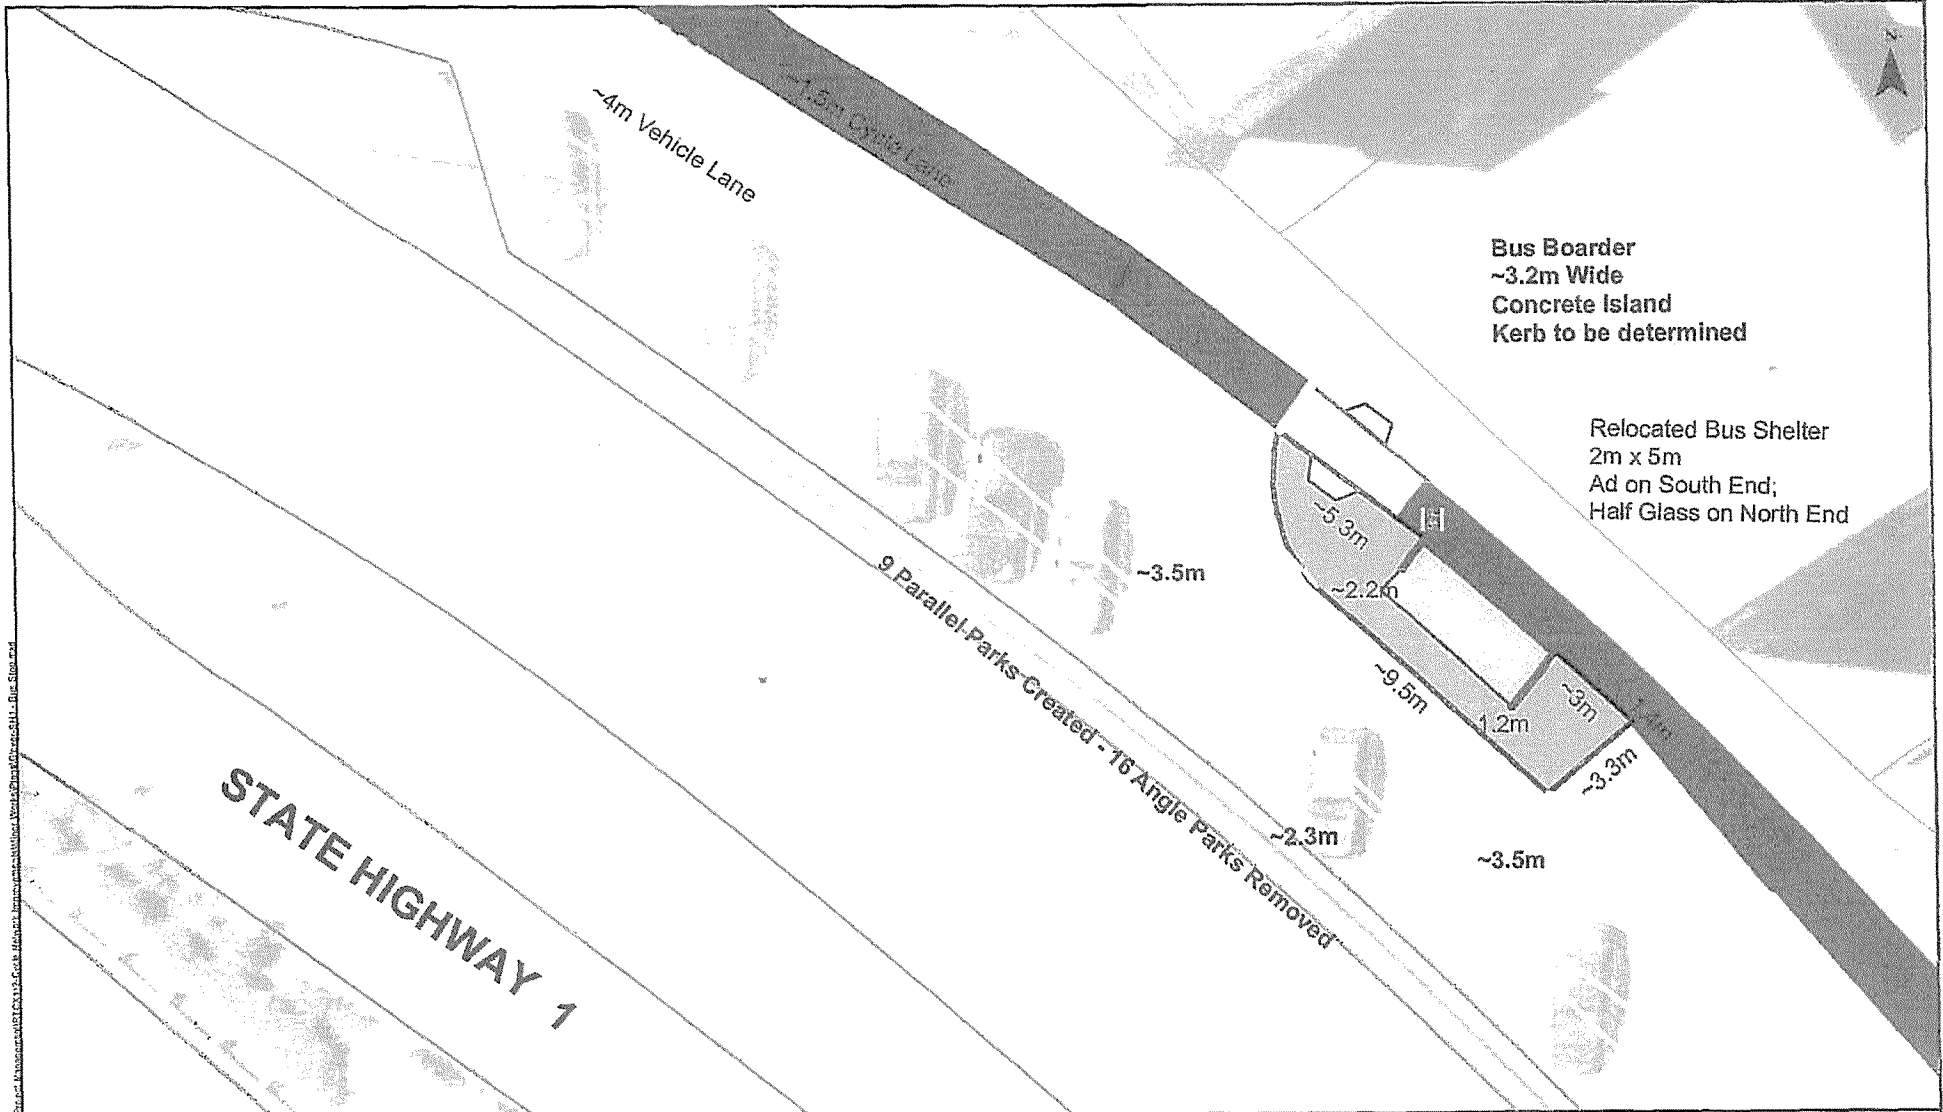 N
~1.5m Cycle Lane
~4m Vehicle Lane
Bus Boarder
~3.2m Wide
Concrete Island
Kerb to be determined
Relocated Bus Shelter
2m x 5m
Ad on South End;
Half Glass on North End
~5.3m
~3.5m
~2.2m
9 Parallel Parks Created - 16 Angle Parks Removed
~9.5m
~3m
1.2m
~3.3m
~2.3m
~3.5m
STATE HIGHWAY 1